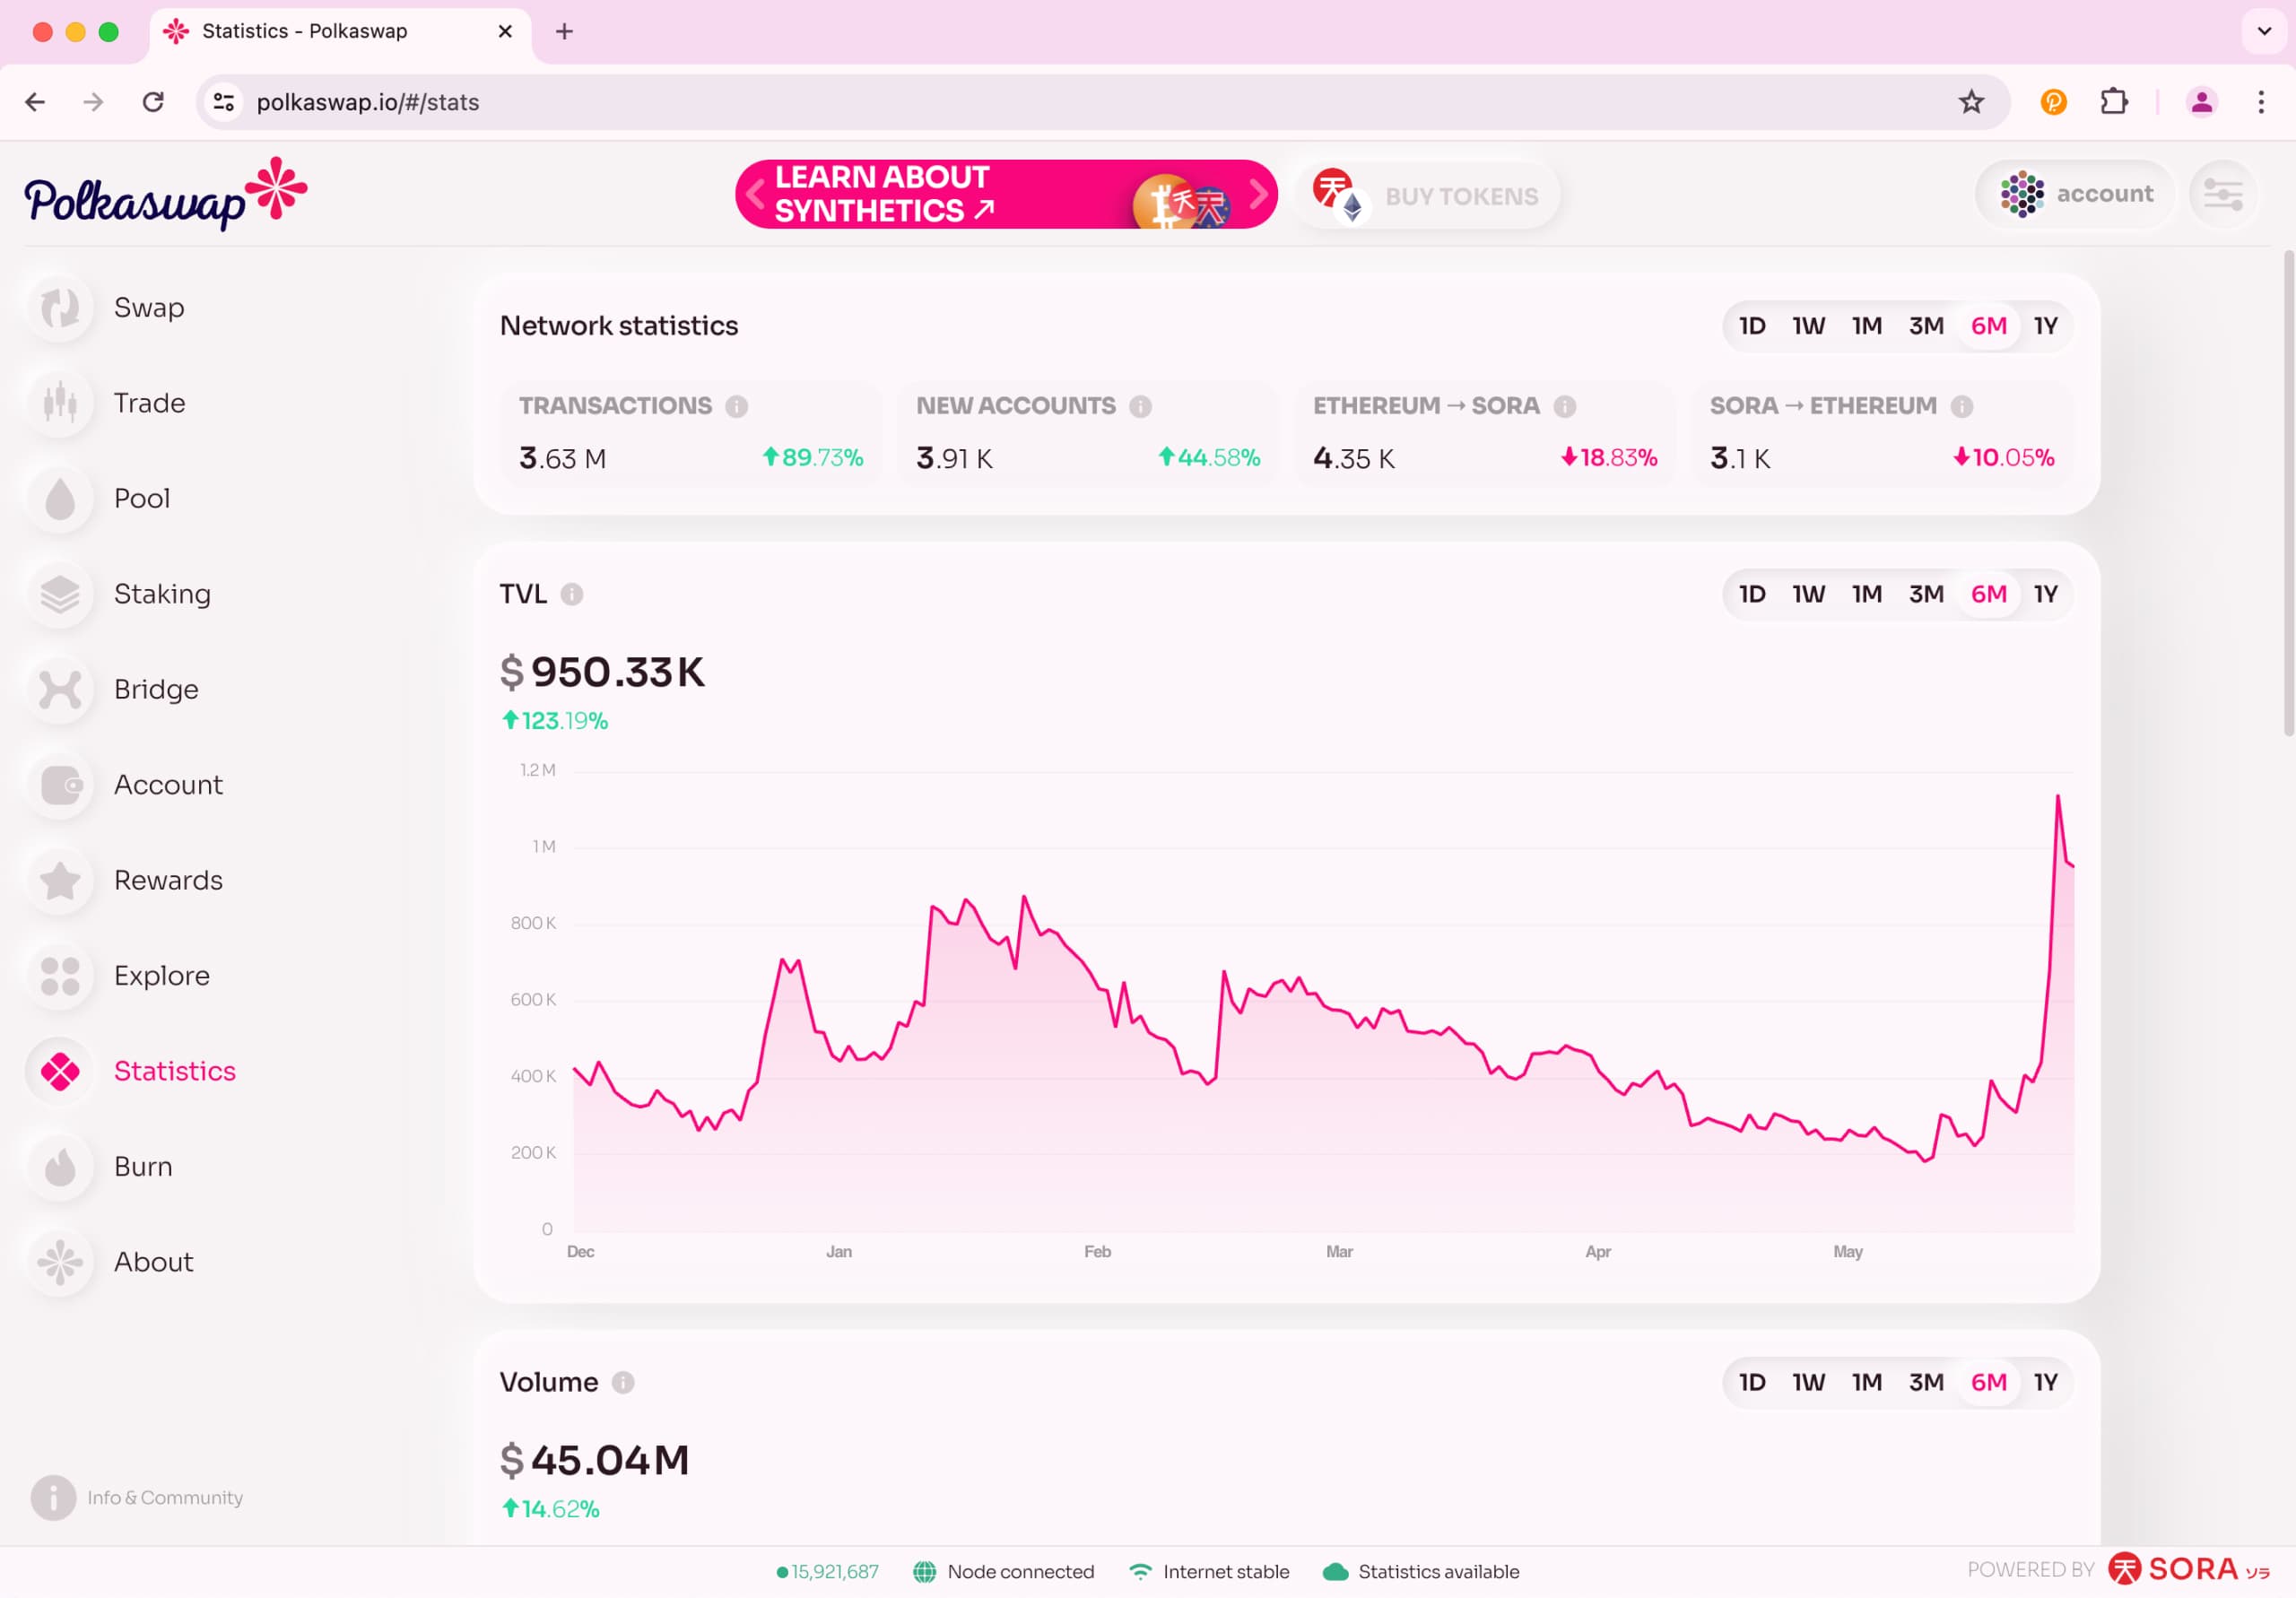 Statistics - Polkaswap
polkaswap.io/#/stats
Polkaswap
LEARN ABOUT
SYNTHETICS ↗
BUY TOKENS
account
Swap
Trade
Pool
Staking
Bridge
Account
Rewards
Explore
Statistics
Burn
About
Info & Community
Network statistics
1D 1W 1M 3M 6M 1Y
TRANSACTIONS
3.63 M
89.73%
NEW ACCOUNTS
3.91 K
44.58%
ETHEREUM → SORA
4.35 K
18.83%
SORA → ETHEREUM
3.1 K
10.05%
TVL
1D 1W 1M 3M 6M 1Y
$ 950.33K
123.19%
1.2 M
1 M
800 K
600 K
400 K
200 K
0
Dec Jan Feb Mar Apr May
Volume
1D 1W 1M 3M 6M 1Y
$ 45.04M
14.62%
15,921,687
Node connected
Internet stable
Statistics available
POWERED BY
SORA ソラ